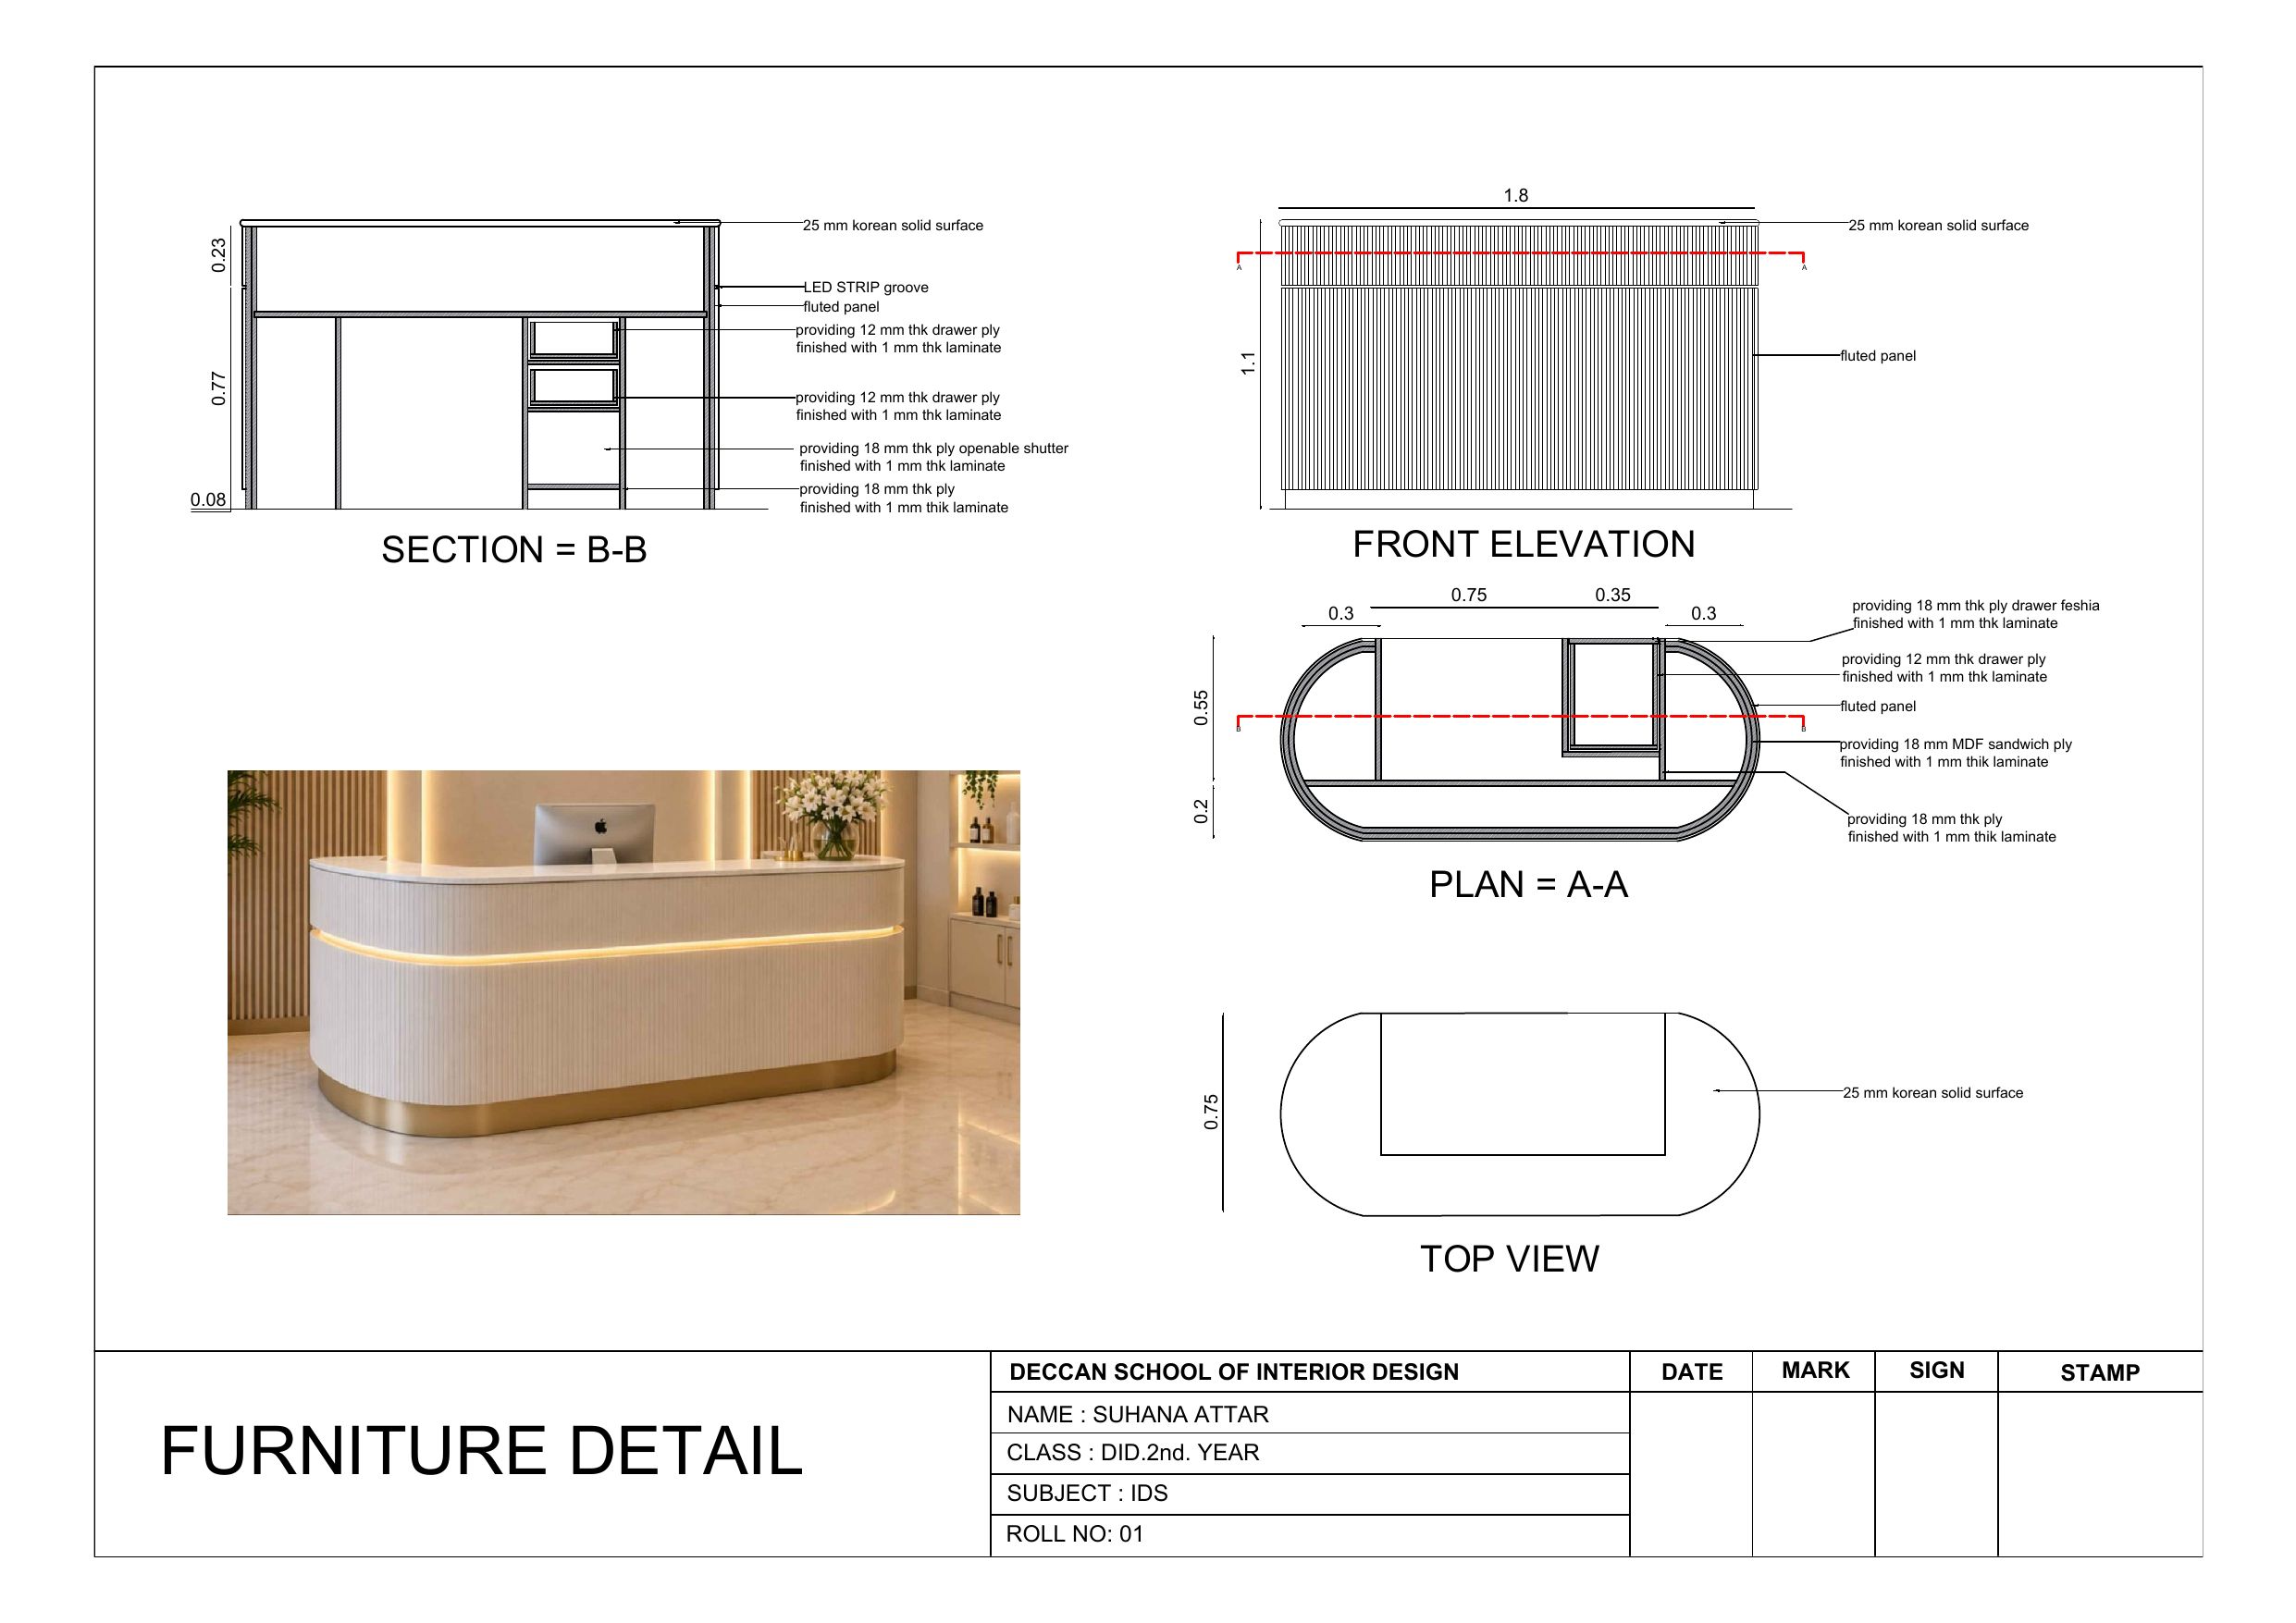 0.23
0.77
0.08
25 mm korean solid surface
LED STRIP groove
fluted panel
providing 12 mm thk drawer ply
finished with 1 mm thk laminate
providing 12 mm thk drawer ply
finished with 1 mm thk laminate
providing 18 mm thk ply openable shutter
finished with 1 mm thk laminate
providing 18 mm thk ply
finished with 1 mm thik laminate
SECTION = B-B
1.8
1.1
25 mm korean solid surface
A
A
fluted panel
FRONT ELEVATION
0.75
0.35
0.3
0.3
0.55
0.2
B
B
providing 18 mm thk ply drawer feshia
finished with 1 mm thk laminate
providing 12 mm thk drawer ply
finished with 1 mm thk laminate
fluted panel
providing 18 mm MDF sandwich ply
finished with 1 mm thik laminate
providing 18 mm thk ply
finished with 1 mm thik laminate
PLAN = A-A
0.75
25 mm korean solid surface
TOP VIEW
FURNITURE DETAIL
DECCAN SCHOOL OF INTERIOR DESIGN
NAME : SUHANA ATTAR
CLASS : DID.2nd. YEAR
SUBJECT : IDS
ROLL NO: 01
DATE
MARK
SIGN
STAMP